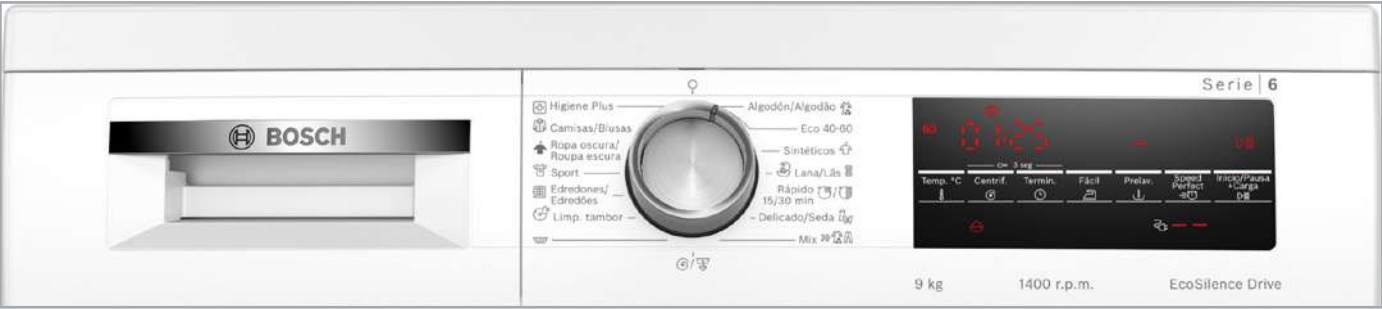 Serie | 6
BOSCH
Higiene Plus
Camisas/Blusas
Ropa oscura/
Roupa escura
Sport
Edredones/
Edredões
Limp. tambor
Algodón/Algodão
Eco 40-60
Sintéticos
Lana/Lãs
Rápido
15/30 min
Delicado/Seda
Mix
60 01:25
3 seg
Temp. °C
Centrif.
Termin.
Fácil
Prelav.
Speed
Perfect
Inicio/Pausa
+Carga
9 kg
1400 r.p.m.
EcoSilence Drive